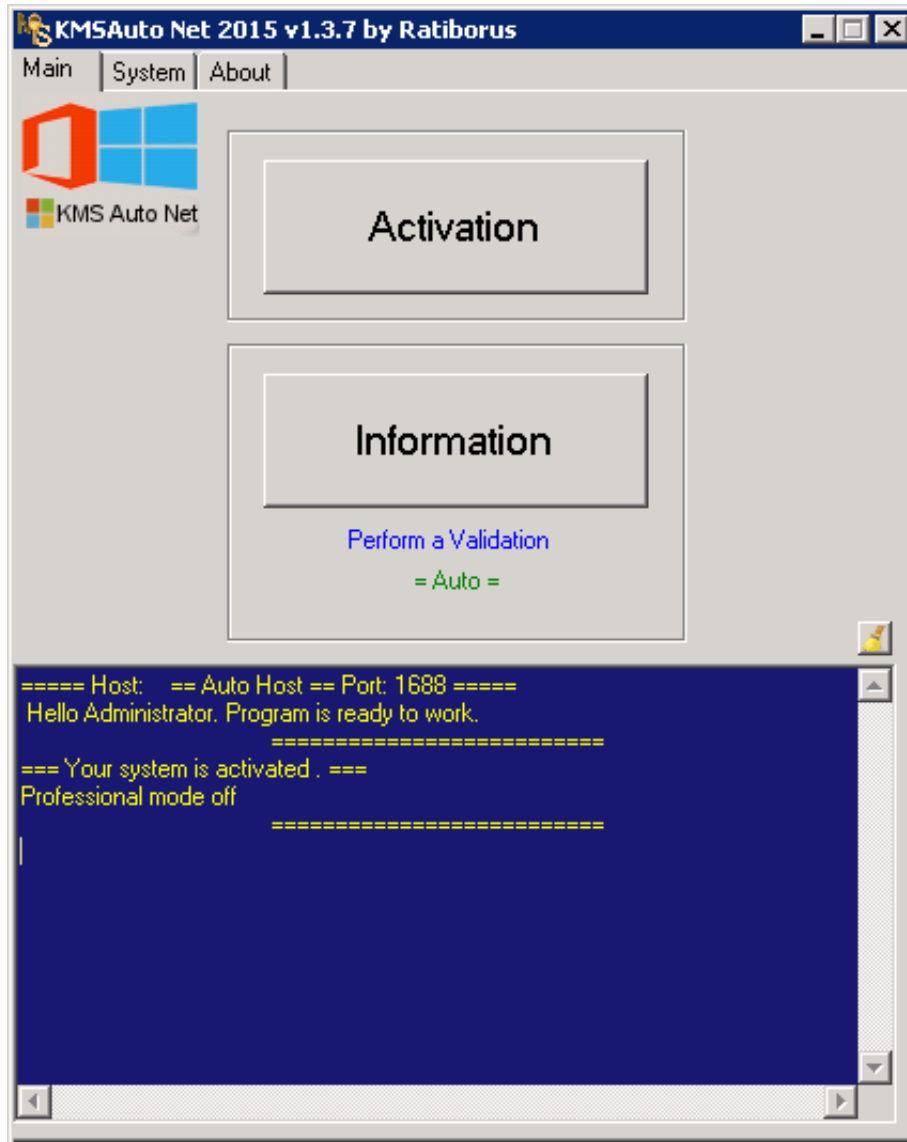 KMSAuto Net 2015 v1.3.7 by Ratiborus
Main System About
KMS Auto Net
Activation
Information
Perform a Validation
= Auto =
===== Host:    == Auto Host == Port: 1688 =====
Hello Administrator. Program is ready to work.
==========================
=== Your system is activated . ===
Professional mode off
==========================